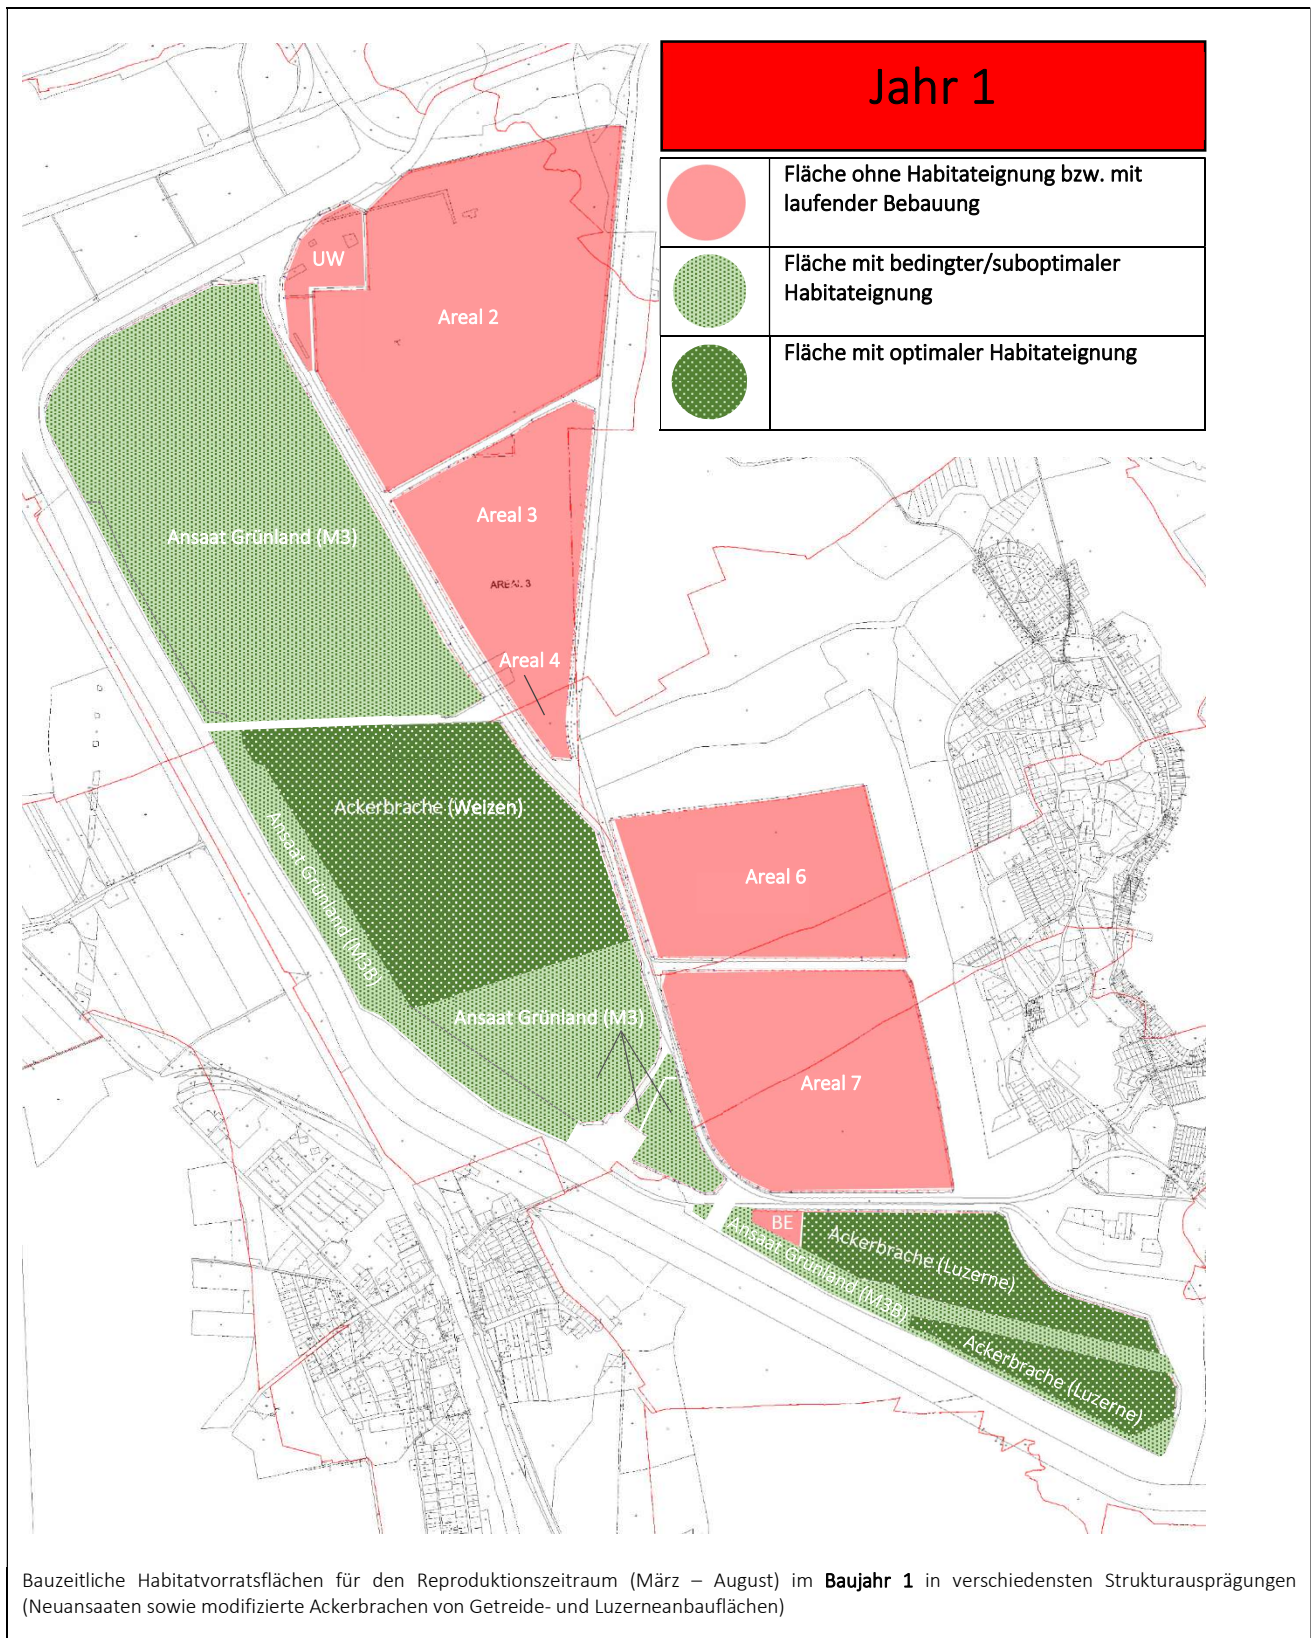 Jahr 1
Fläche ohne Habitateignung bzw. mit
laufender Bebauung
Fläche mit bedingter/suboptimaler
Habitateignung
Fläche mit optimaler Habitateignung
UW
Areal 2
Areal 3
Ansaat Grünland (M3)
AREAL 3
Areal 4
Ackerbrache (Weizen)
Ansaat Grünland (M3B)
Areal 6
Ansaat Grünland (M3)
Areal 7
BE
Ansaat Grünland (M3B)
Ackerbrache (Luzerne)
Ackerbrache (Luzerne)
Bauzeitliche Habitatvorratsflächen für den Reproduktionszeitraum (März – August) im Baujahr 1 in verschiedensten Strukturausprägungen
(Neuansaaten sowie modifizierte Ackerbrachen von Getreide- und Luzerneanbauflächen)